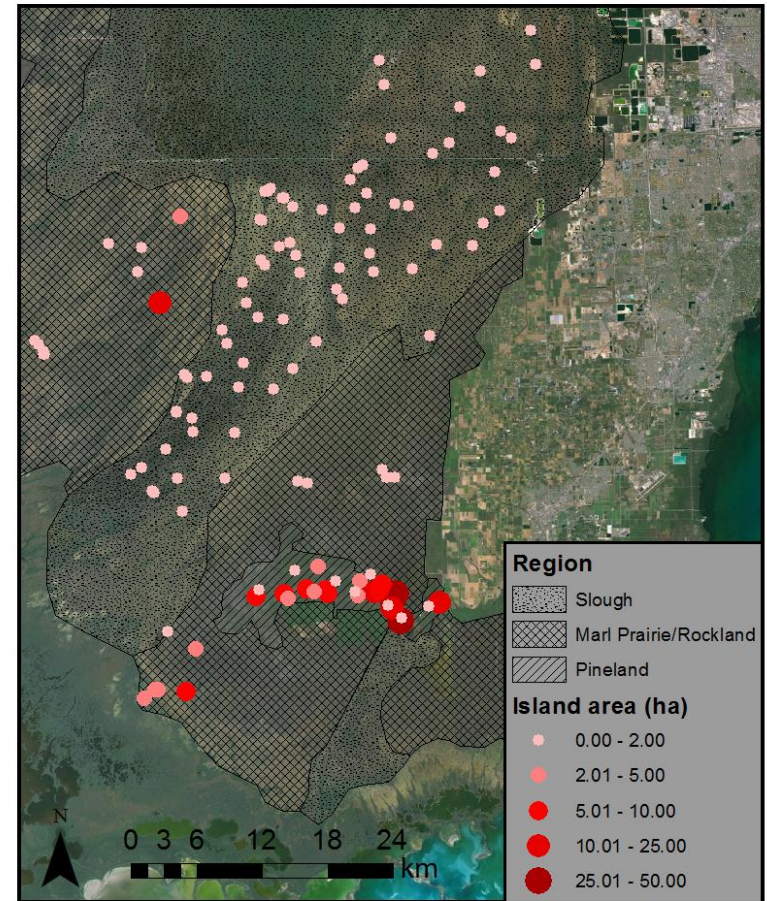 Region
Slough
Marl Prairie/Rockland
Pineland
Island area (ha)
0.00 - 2.00
2.01 - 5.00
5.01 - 10.00
10.01 - 25.00
25.01 - 50.00
N
0 3 6 12 18 24
km